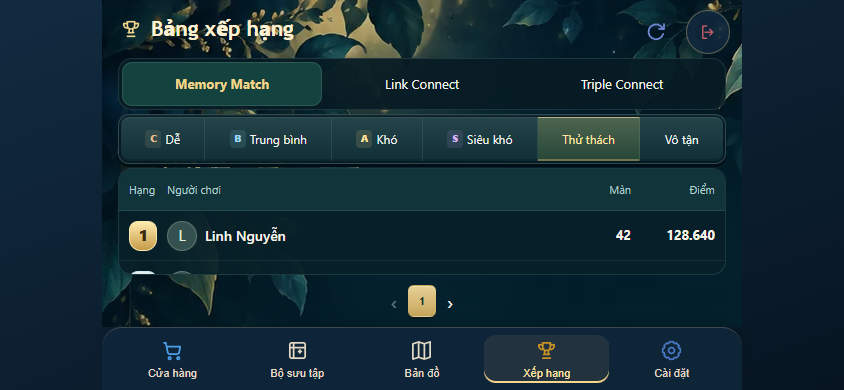 Bảng xếp hạng
Memory Match Link Connect Triple Connect
C Dễ B Trung bình A Khó S Siêu khó Thử thách Vô tận
Hạng Người chơi Màn Điểm
1 L Linh Nguyễn 42 128.640
‹ 1 ›
Cửa hàng Bộ sưu tập Bản đồ Xếp hạng Cài đặt